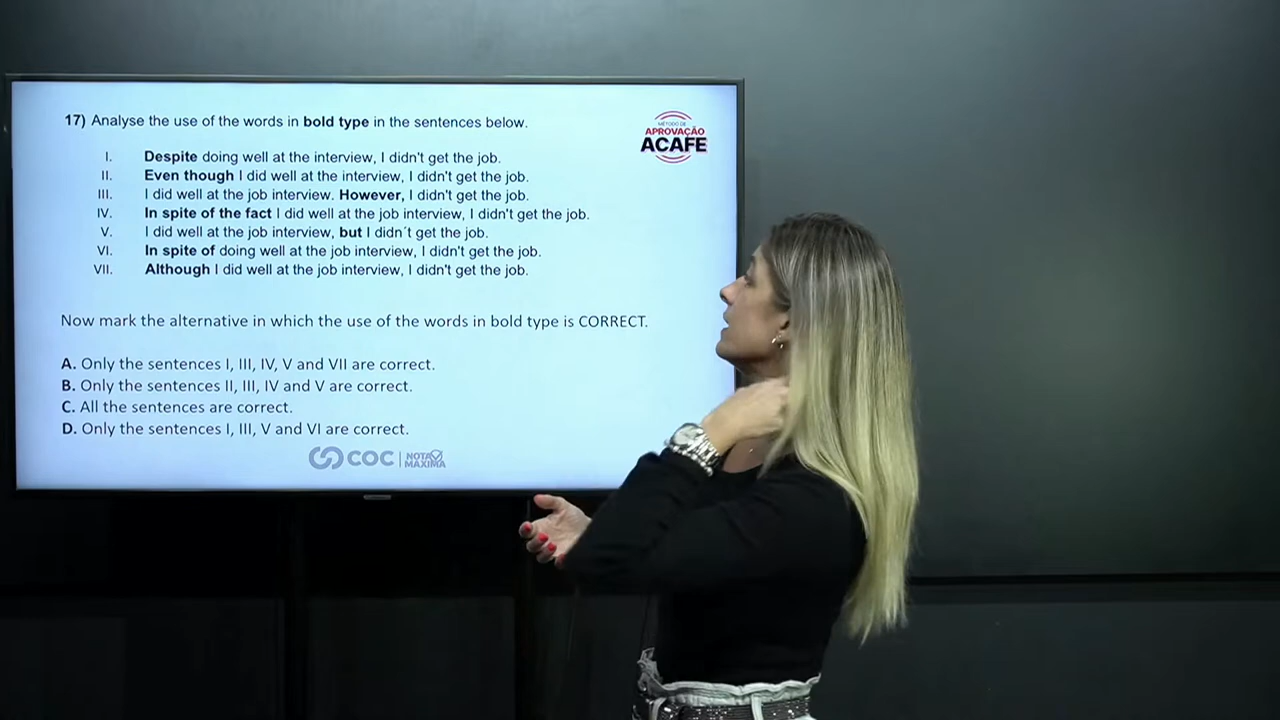 17) Analyse the use of the words in bold type in the sentences below.
MÉTODO DE
APROVAÇÃO
ACAFE
I. Despite doing well at the interview, I didn't get the job.
II. Even though I did well at the interview, I didn't get the job.
III. I did well at the job interview. However, I didn't get the job.
IV. In spite of the fact I did well at the job interview, I didn't get the job.
V. I did well at the job interview, but I didn´t get the job.
VI. In spite of doing well at the job interview, I didn't get the job.
VII. Although I did well at the job interview, I didn't get the job.
Now mark the alternative in which the use of the words in bold type is CORRECT.
A. Only the sentences I, III, IV, V and VII are correct.
B. Only the sentences II, III, IV and V are correct.
C. All the sentences are correct.
D. Only the sentences I, III, V and VI are correct.
COC | NOTA MÁXIMA